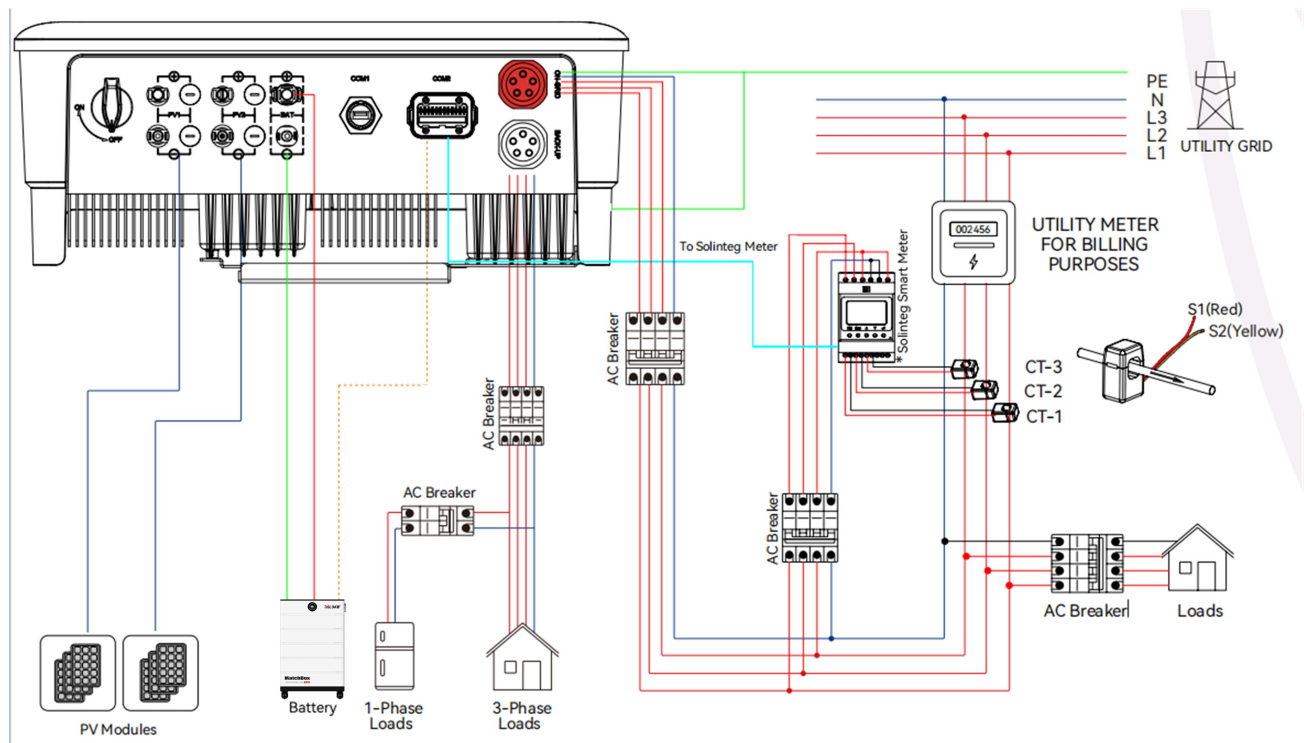 ON
OFF
PV1
PV2
BAT
COM1
COM2
ON-GRID
BACK-UP
PE
N
L3
L2
L1
UTILITY GRID
002456
UTILITY METER
FOR BILLING
PURPOSES
To Solinteg Meter
* Solinteg Smart Meter
S1(Red)
S2(Yellow)
CT-3
CT-2
CT-1
AC Breaker
AC Breaker
AC Breaker
AC Breaker
AC Breaker
Loads
MatchBox
Battery
1-Phase
Loads
3-Phase
Loads
PV Modules